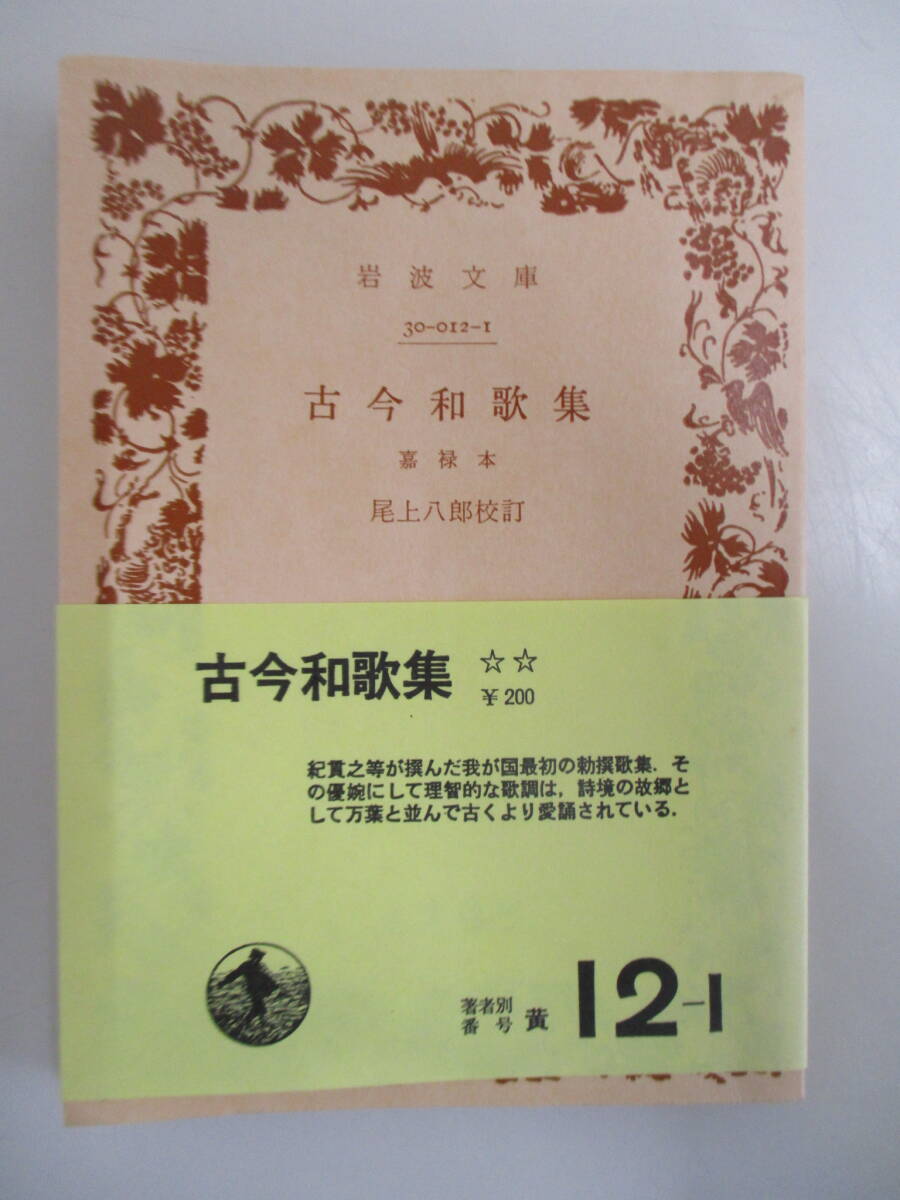 岩波文庫
30-012-1
古今和歌集
嘉禄本
尾上八郎校訂
古今和歌集 ☆☆
¥200
紀貫之等が撰んだ我が国最初の勅撰歌集．そ
の優婉にして理智的な歌調は，詩境の故郷と
して万葉と並んで古くより愛誦されている．
著者別
番号 黄 12-1